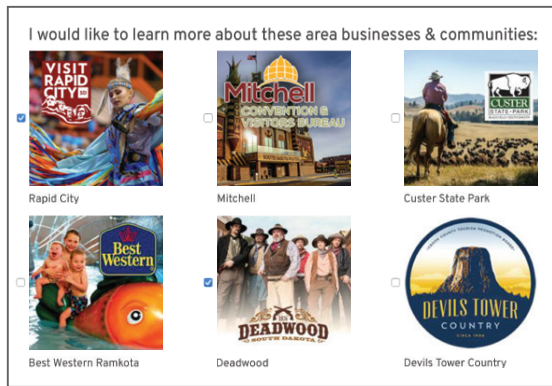 I would like to learn more about these area businesses & communities:
VISIT
RAPID
CITY
Mitchell
CONVENTION &
VISITORS BUREAU
CUSTER
STATE PARK
Rapid City
Mitchell
Custer State Park
Best
Western
DEADWOOD
SOUTH DAKOTA
DEVILS TOWER
COUNTRY
Best Western Ramkota
Deadwood
Devils Tower Country